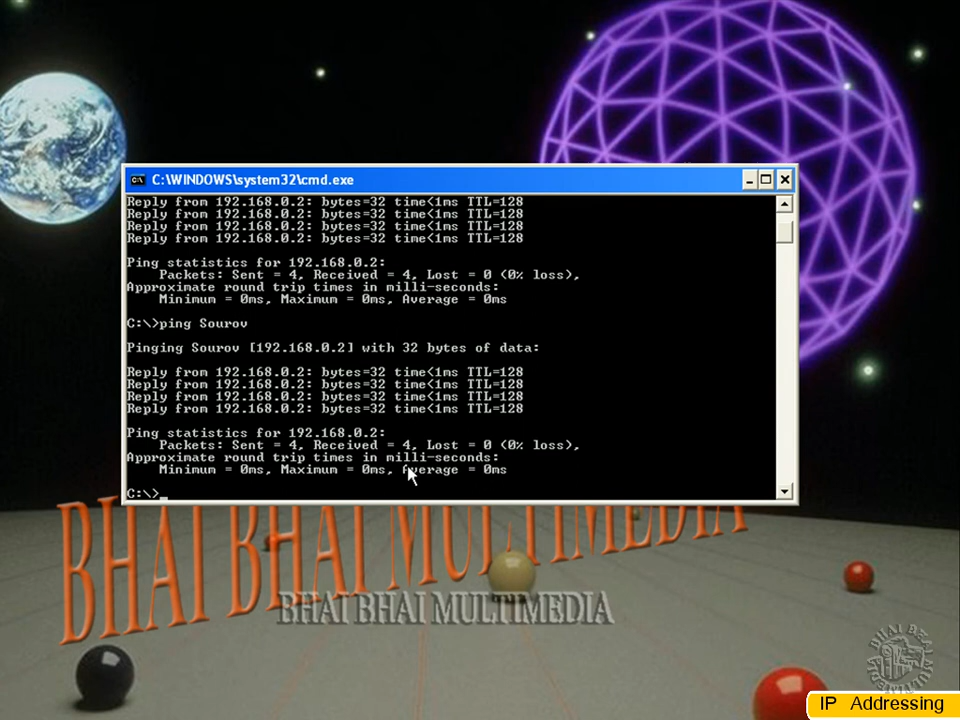 C:\WINDOWS\system32\cmd.exe
Reply from 192.168.0.2: bytes=32 time<1ms TTL=128
Reply from 192.168.0.2: bytes=32 time<1ms TTL=128
Reply from 192.168.0.2: bytes=32 time<1ms TTL=128
Reply from 192.168.0.2: bytes=32 time<1ms TTL=128
Ping statistics for 192.168.0.2:
Packets: Sent = 4, Received = 4, Lost = 0 (0% loss),
Approximate round trip times in milli-seconds:
Minimum = 0ms, Maximum = 0ms, Average = 0ms
C:\>ping Sourov
Pinging Sourov [192.168.0.2] with 32 bytes of data:
Reply from 192.168.0.2: bytes=32 time<1ms TTL=128
Reply from 192.168.0.2: bytes=32 time<1ms TTL=128
Reply from 192.168.0.2: bytes=32 time<1ms TTL=128
Reply from 192.168.0.2: bytes=32 time<1ms TTL=128
Ping statistics for 192.168.0.2:
Packets: Sent = 4, Received = 4, Lost = 0 (0% loss),
Approximate round trip times in milli-seconds:
Minimum = 0ms, Maximum = 0ms, Average = 0ms
C:\>_
BHAI BHAI MULTIMEDIA
BHAI BHAI MULTIMEDIA
BHAI BHAI MULTIMEDIA
IP Addressing